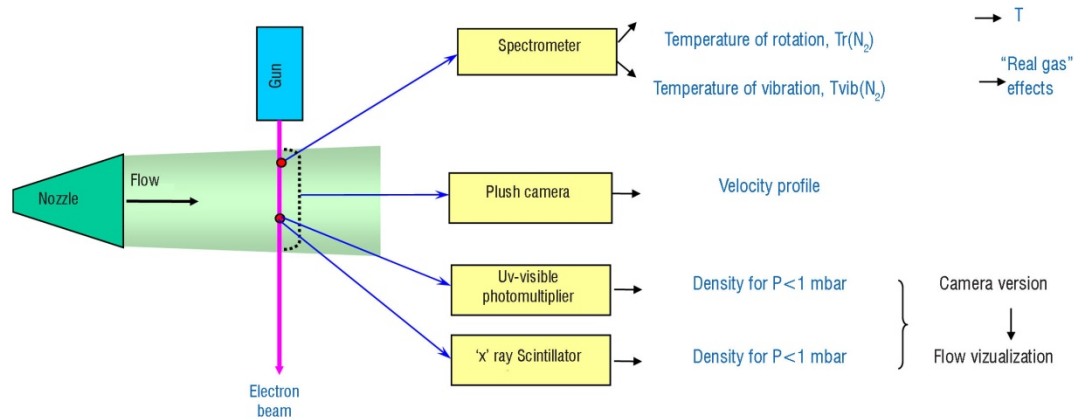 Gun
Spectrometer
Temperature of rotation, Tr(N₂)
T
Temperature of vibration, Tvib(N₂)
“Real gas”
effects
Nozzle
Flow
Plush camera
Velocity profile
Uv-visible
photomultiplier
Density for P<1 mbar
Camera version
‘x’ ray Scintillator
Density for P<1 mbar
Flow vizualization
Electron
beam